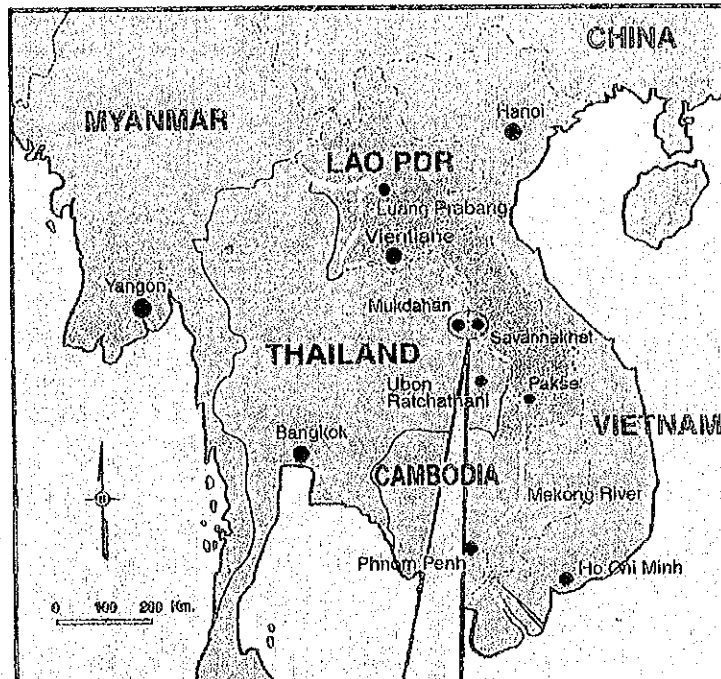 CHINA
MYANMAR
Hanoi
LAO PDR
Luang Prabang
Vientiane
Yangon
Mukdahan
Savannakhet
THAILAND
Ubon
Ratchathani
Pakse
VIETNAM
Bangkok
CAMBODIA
Mekong River
Phnom Penh
Ho Chi Minh
0 100 200 Km.